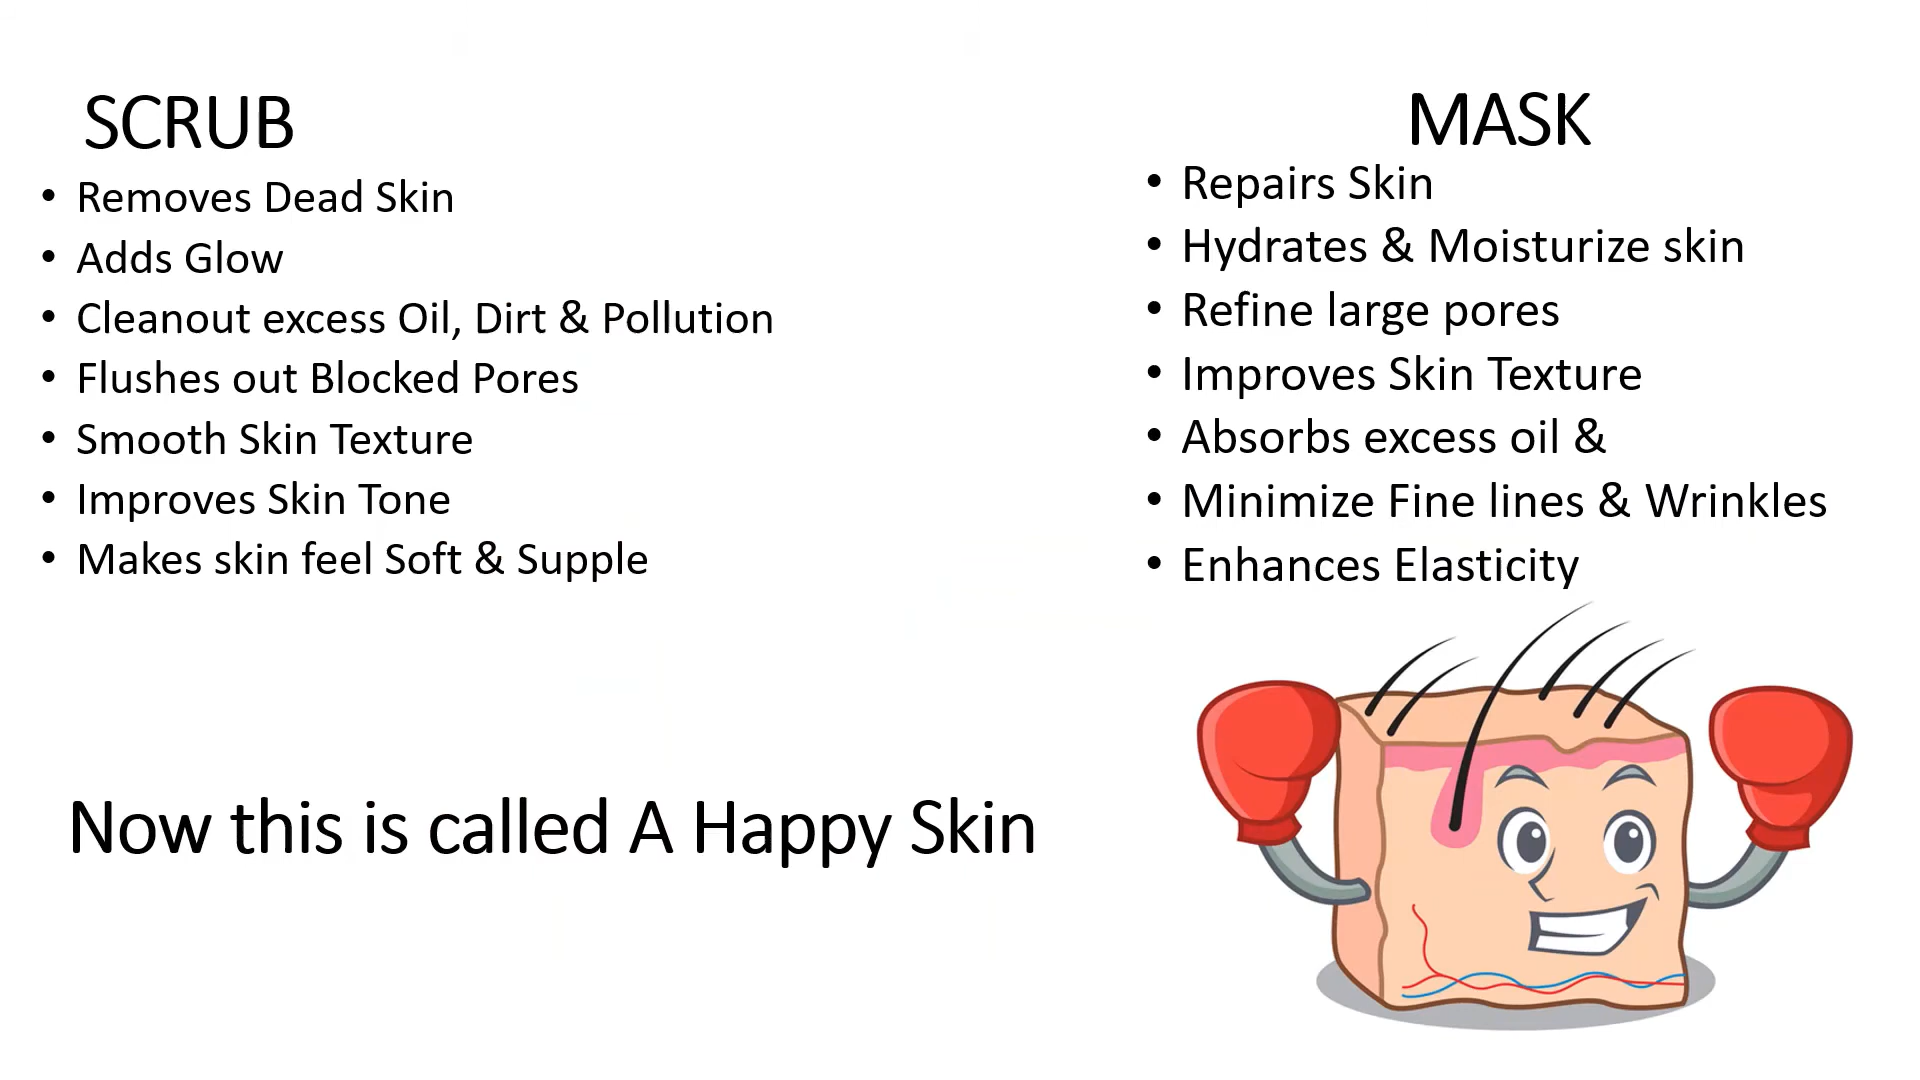 SCRUB
• Removes Dead Skin
• Adds Glow
• Cleanout excess Oil, Dirt & Pollution
• Flushes out Blocked Pores
• Smooth Skin Texture
• Improves Skin Tone
• Makes skin feel Soft & Supple
MASK
• Repairs Skin
• Hydrates & Moisturize skin
• Refine large pores
• Improves Skin Texture
• Absorbs excess oil &
• Minimize Fine lines & Wrinkles
• Enhances Elasticity
Now this is called A Happy Skin